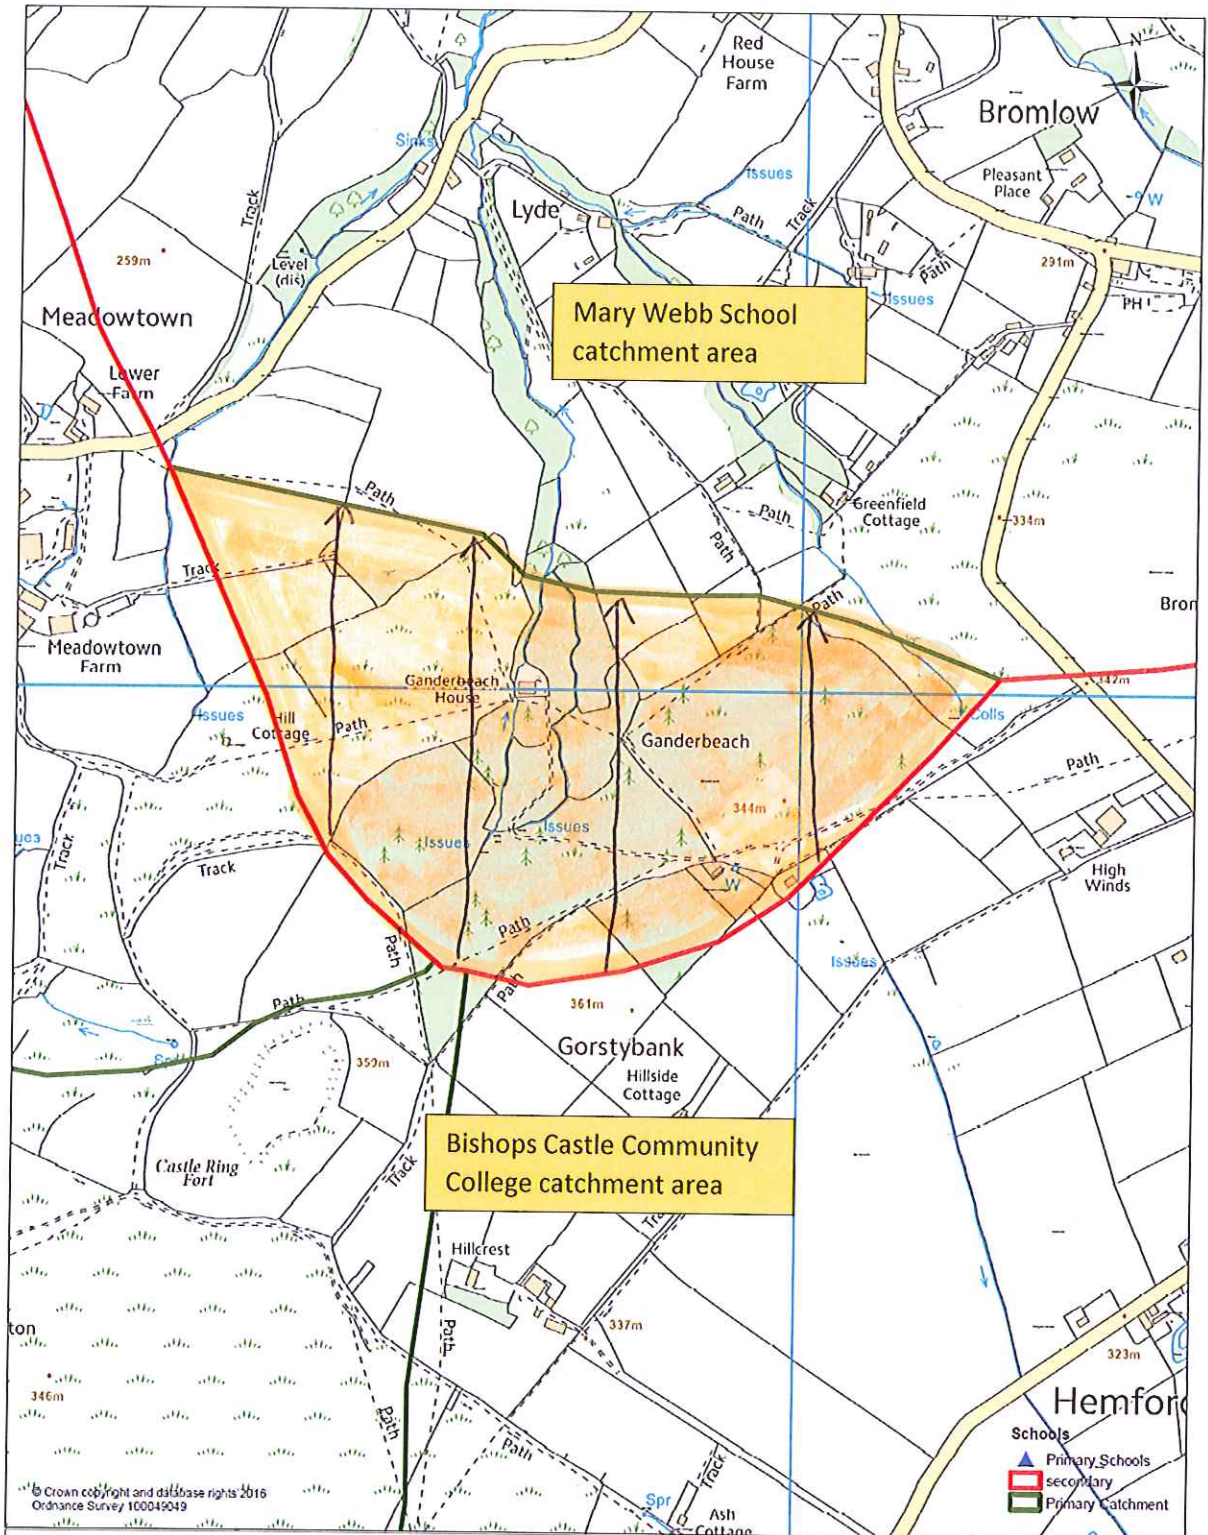 Red
House
Farm
N
Bromlow
Sinks
Issues
Pleasant
Place
W
Track
Lyde
Path
Track
259m
Level
(dis)
Path
291m
Issues
PH
Meadowtown
Mary Webb School
catchment area
Lower
Farm
Path
Greenfield
Cottage
334m
Path
Path
Track
Path
Bron
Meadowtown
Farm
Ganderbeach
House
342m
Issues
Hill
Cottage
Path
Colls
Ganderbeach
Path
344m
Issues
Issues
Track
Track
High
Winds
W
Path
Path
Issues
Path
361m
Path
Gorstybank
359m
Hillside
Cottage
Bishops Castle Community
College catchment area
Castle Ring
Fort
Track
Hillcrest
ton
Path
337m
323m
346m
Hemford
Path
Path
Schools
Primary Schools
secondary
Primary Catchment
Track
© Crown copyright and database rights 2016
Ordnance Survey 100049049
Spr
Ash
Cottage